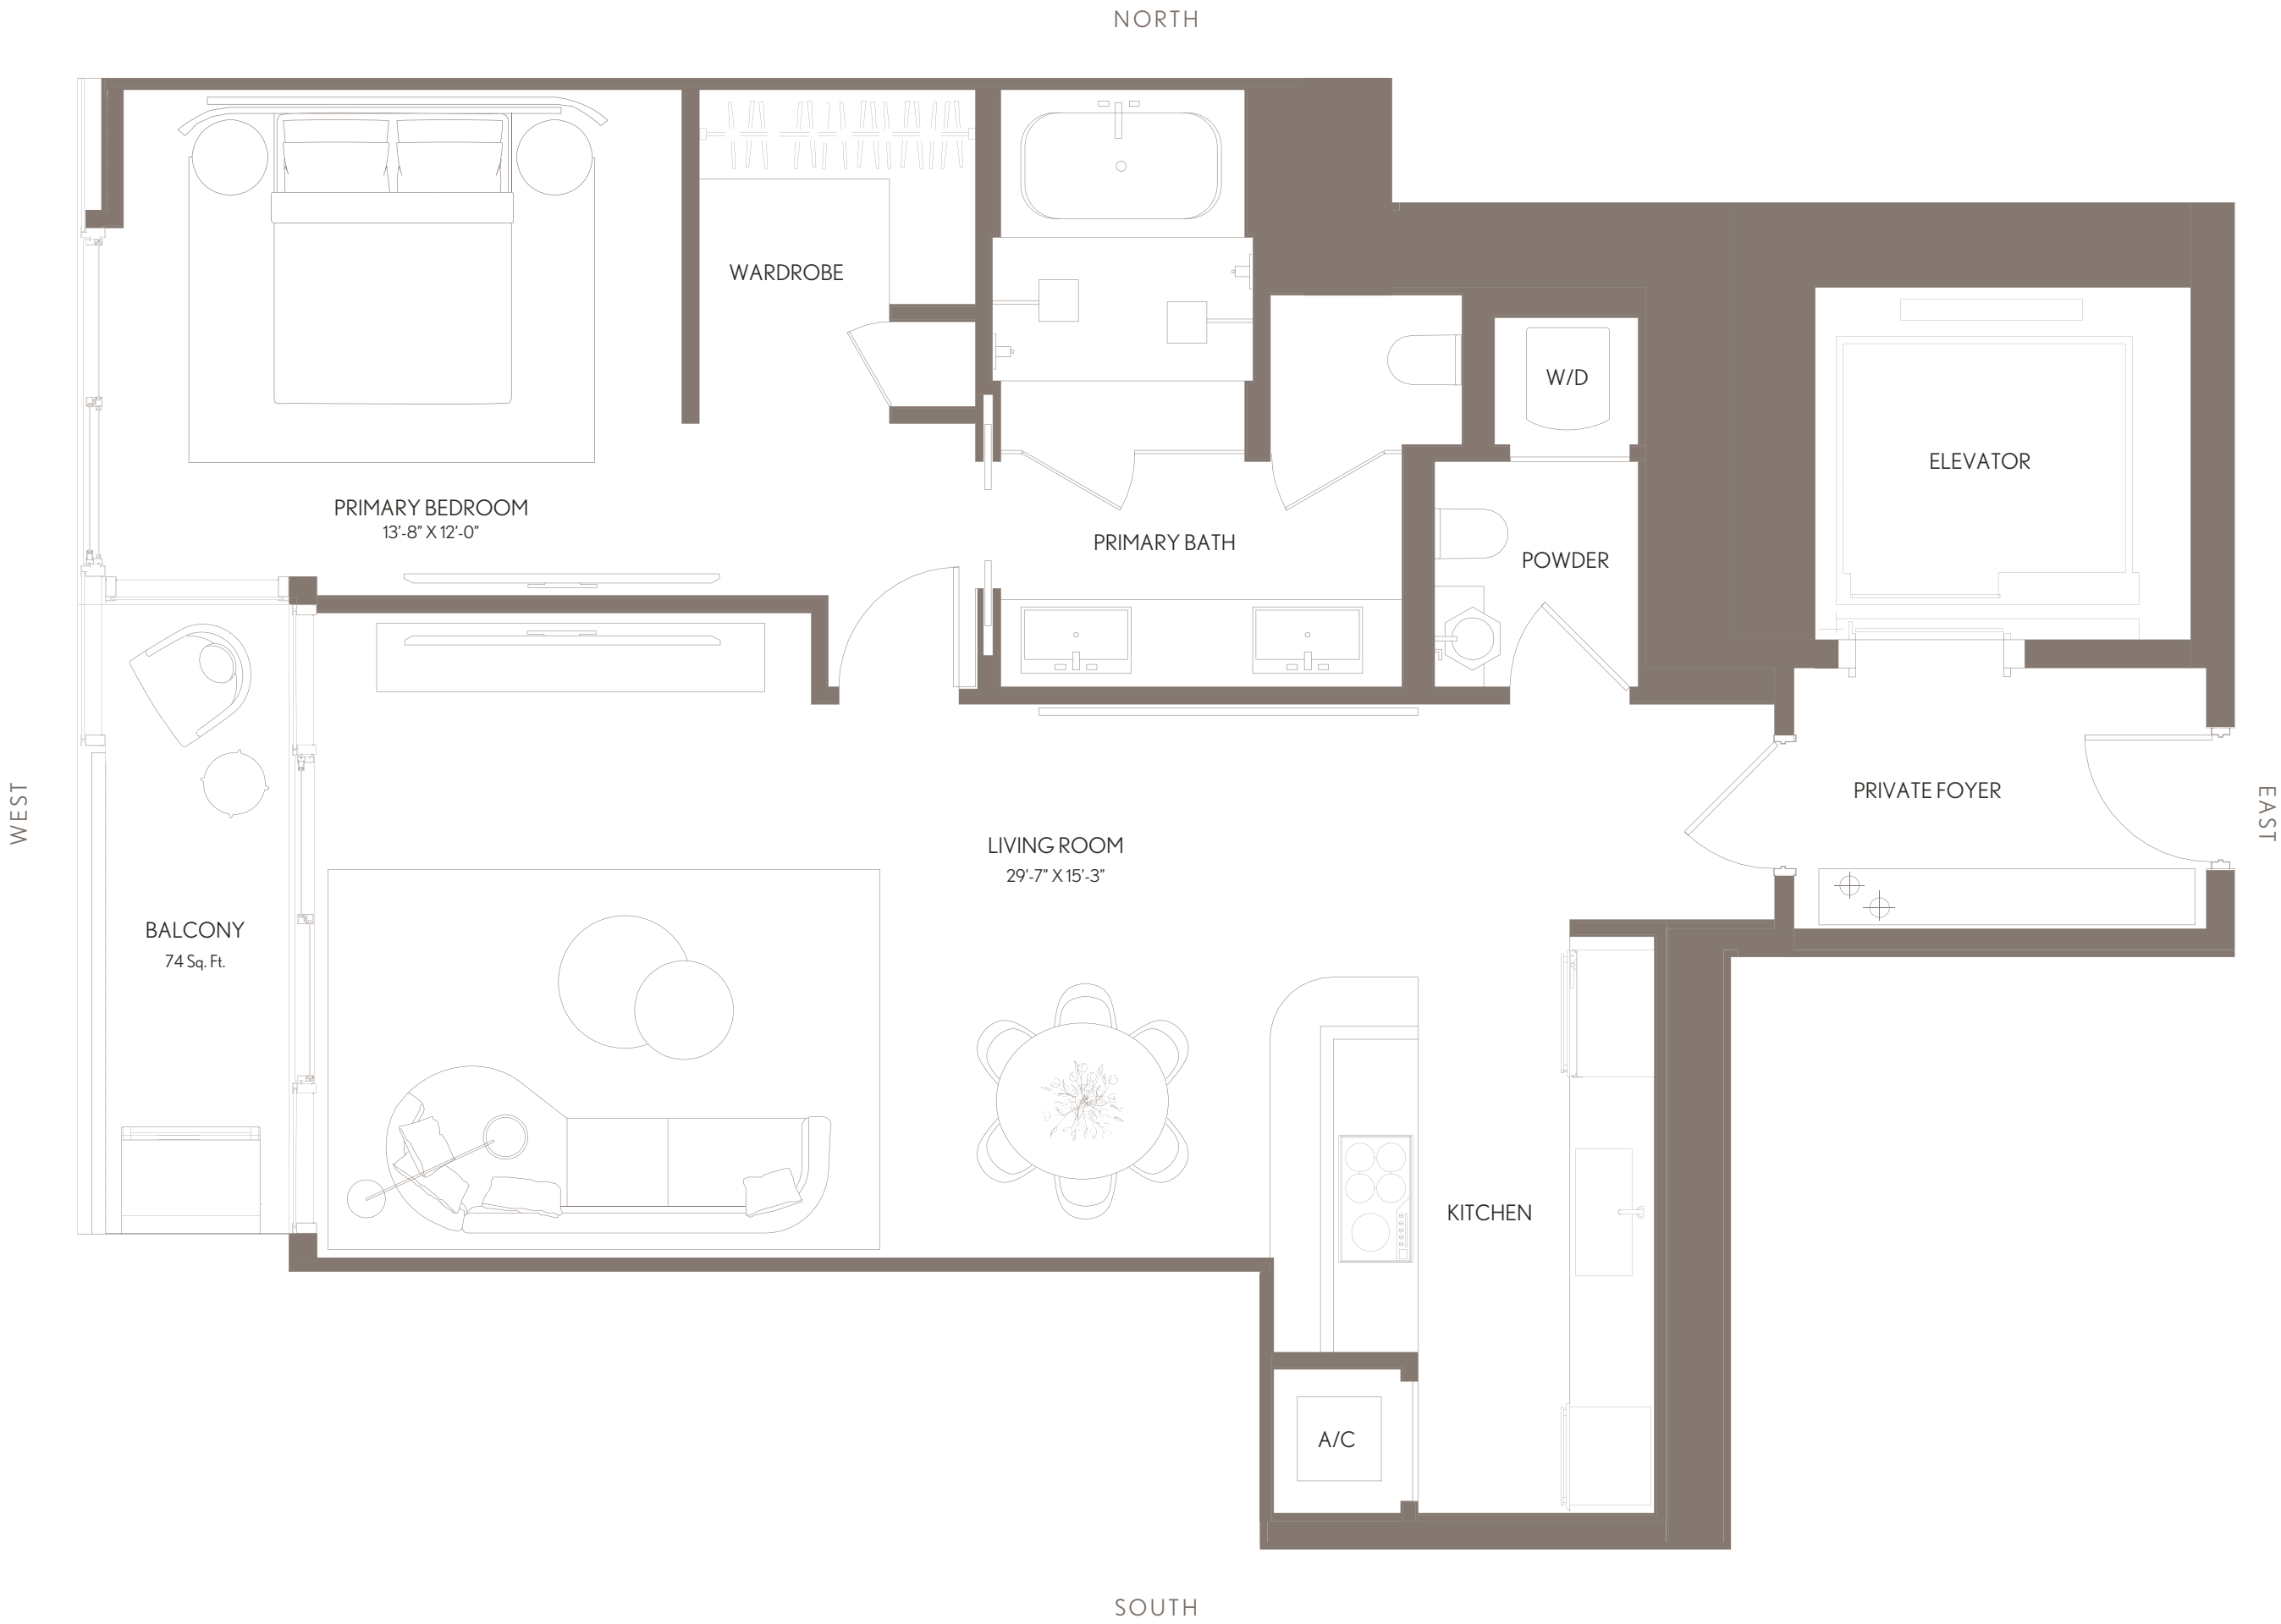 NORTH
WARDROBE
W/D
ELEVATOR
PRIMARY BEDROOM
13'-8" X 12'-0"
PRIMARY BATH
POWDER
WEST
PRIVATE FOYER
EAST
LIVING ROOM
29'-7" X 15'-3"
BALCONY
74 Sq. Ft.
KITCHEN
A/C
SOUTH